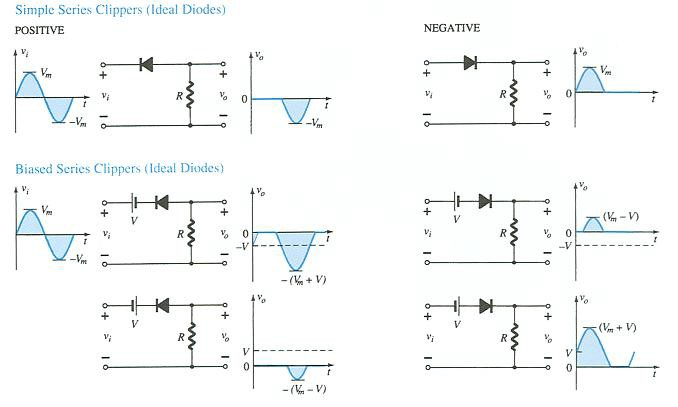 Simple Series Clippers (Ideal Diodes)
POSITIVE
NEGATIVE
vi
Vm
t
−Vm
+
vi
−
R
+
vo
−
vo
0
t
−Vm
+
vi
−
R
+
vo
−
vo
Vm
0
t
Biased Series Clippers (Ideal Diodes)
vi
Vm
t
−Vm
+
V
vi
−
R
+
vo
−
vo
0
−V
t
−(Vm + V)
+
V
vi
−
R
+
vo
−
vo
(Vm − V)
0
−V
t
+
V
vi
−
R
+
vo
−
vo
V
0
t
−(Vm − V)
+
V
vi
−
R
+
vo
−
vo
(Vm + V)
V
0
t